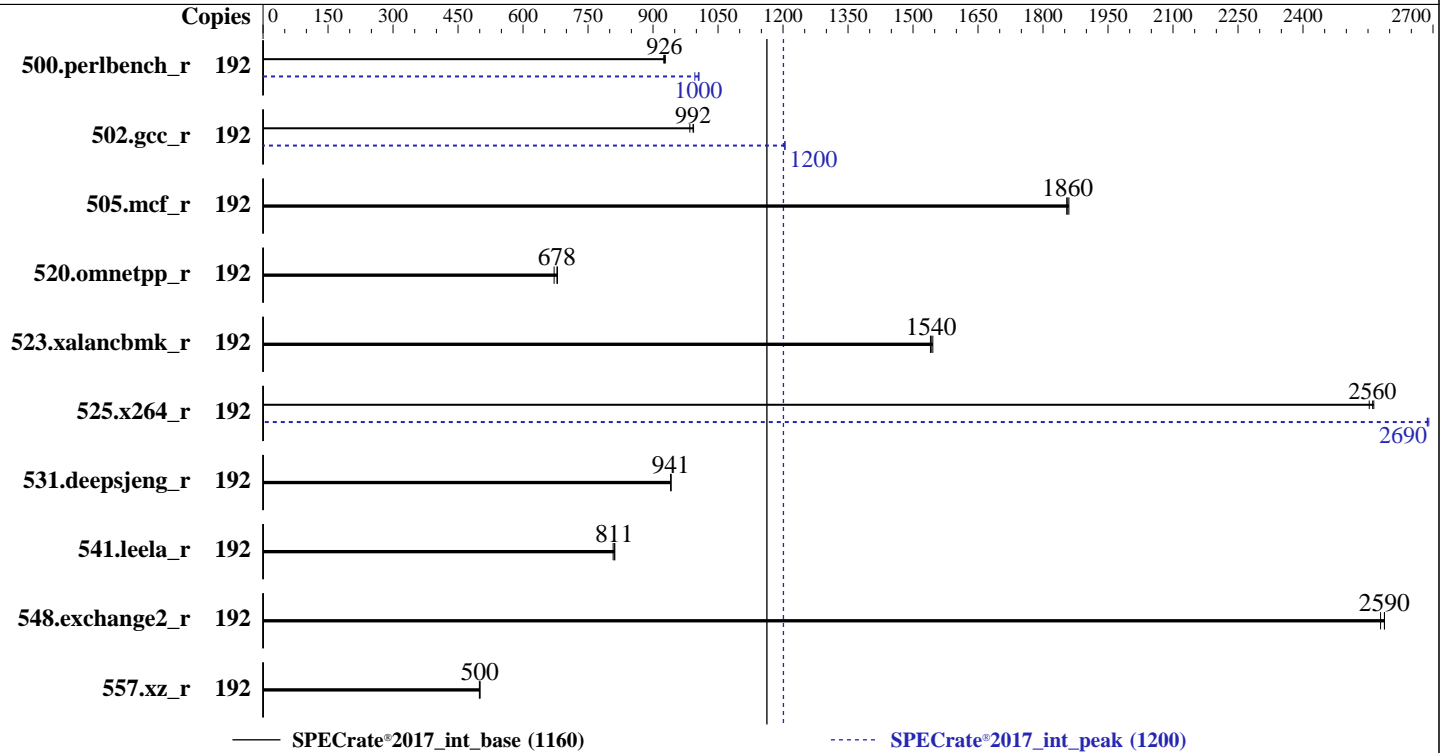 Copies 0 150 300 450 600 750 900 1050 1200 1350 1500 1650 1800 1950 2100 2250 2400 2700
926
500.perlbench_r 192
1000
992
502.gcc_r 192
1200
1860
505.mcf_r 192
678
520.omnetpp_r 192
1540
523.xalancbmk_r 192
2560
525.x264_r 192
2690
941
531.deepsjeng_r 192
811
541.leela_r 192
2590
548.exchange2_r 192
500
557.xz_r 192
SPECrate®2017_int_base (1160) SPECrate®2017_int_peak (1200)